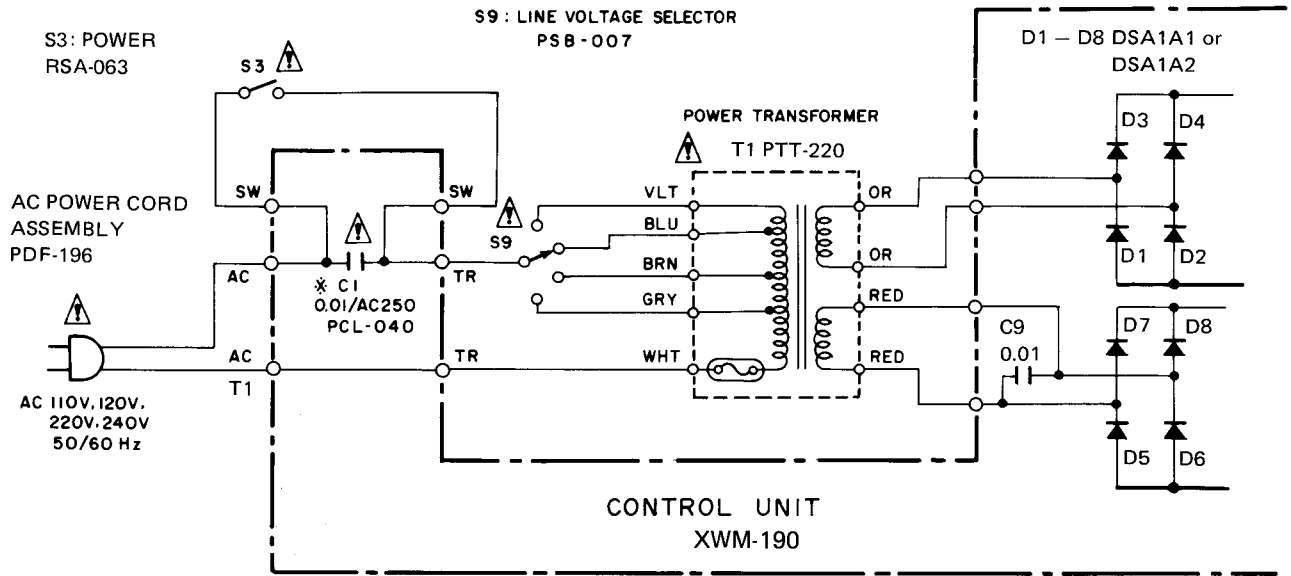 S9 : LINE VOLTAGE SELECTOR
PSB-007
S3: POWER
RSA-063
S3
D1 – D8 DSA1A1 or
DSA1A2
D3
D4
POWER TRANSFORMER
T1 PTT-220
SW
SW
VLT
OR
AC POWER CORD
ASSEMBLY
PDF-196
S9
BLU
D1
D2
AC
TR
BRN
OR
※ C1
0.01/AC250
PCL-040
GRY
RED
C9
0.01
D7
D8
AC
TR
WHT
RED
T1
AC 110V, 120V,
220V, 240V
50/60 Hz
D5
D6
CONTROL UNIT
XWM-190